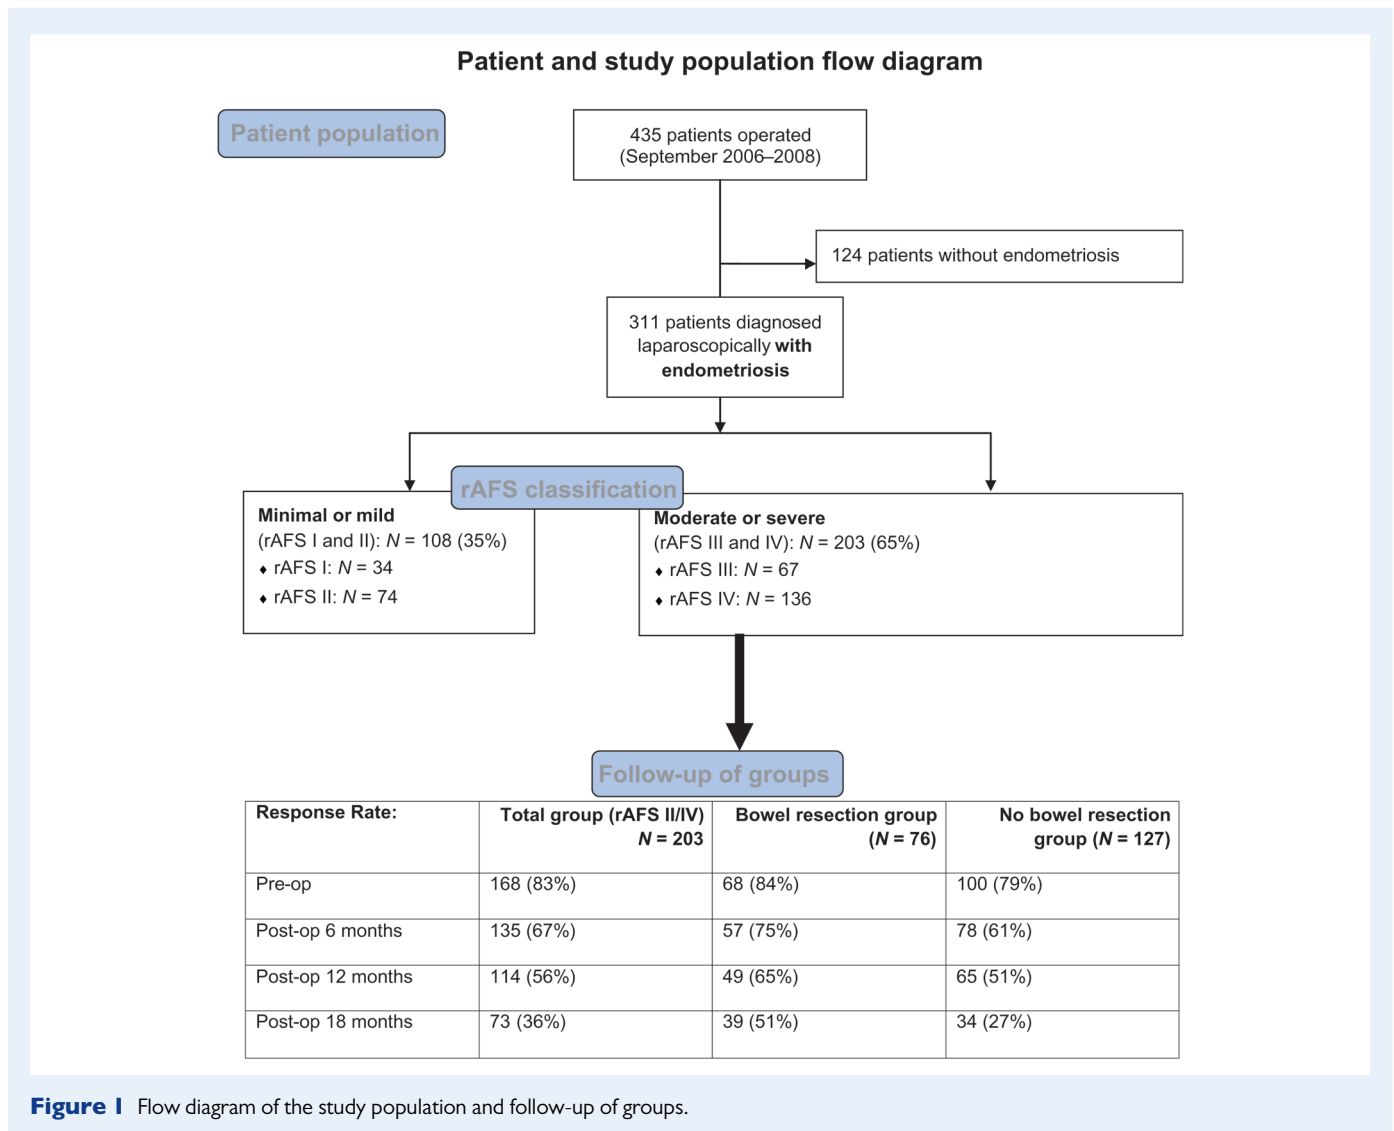 Patient and study population flow diagram
Patient population
435 patients operated
(September 2006–2008)
124 patients without endometriosis
311 patients diagnosed
laparoscopically with
endometriosis
rAFS classification
Minimal or mild
(rAFS I and II): N = 108 (35%)
♦ rAFS I: N = 34
♦ rAFS II: N = 74
Moderate or severe
(rAFS III and IV): N = 203 (65%)
♦ rAFS III: N = 67
♦ rAFS IV: N = 136
Follow-up of groups
Response Rate:
Total group (rAFS II/IV)
N = 203
Bowel resection group
(N = 76)
No bowel resection
group (N = 127)
Pre-op 168 (83%) 68 (84%) 100 (79%)
Post-op 6 months 135 (67%) 57 (75%) 78 (61%)
Post-op 12 months 114 (56%) 49 (65%) 65 (51%)
Post-op 18 months 73 (36%) 39 (51%) 34 (27%)
Figure 1 Flow diagram of the study population and follow-up of groups.